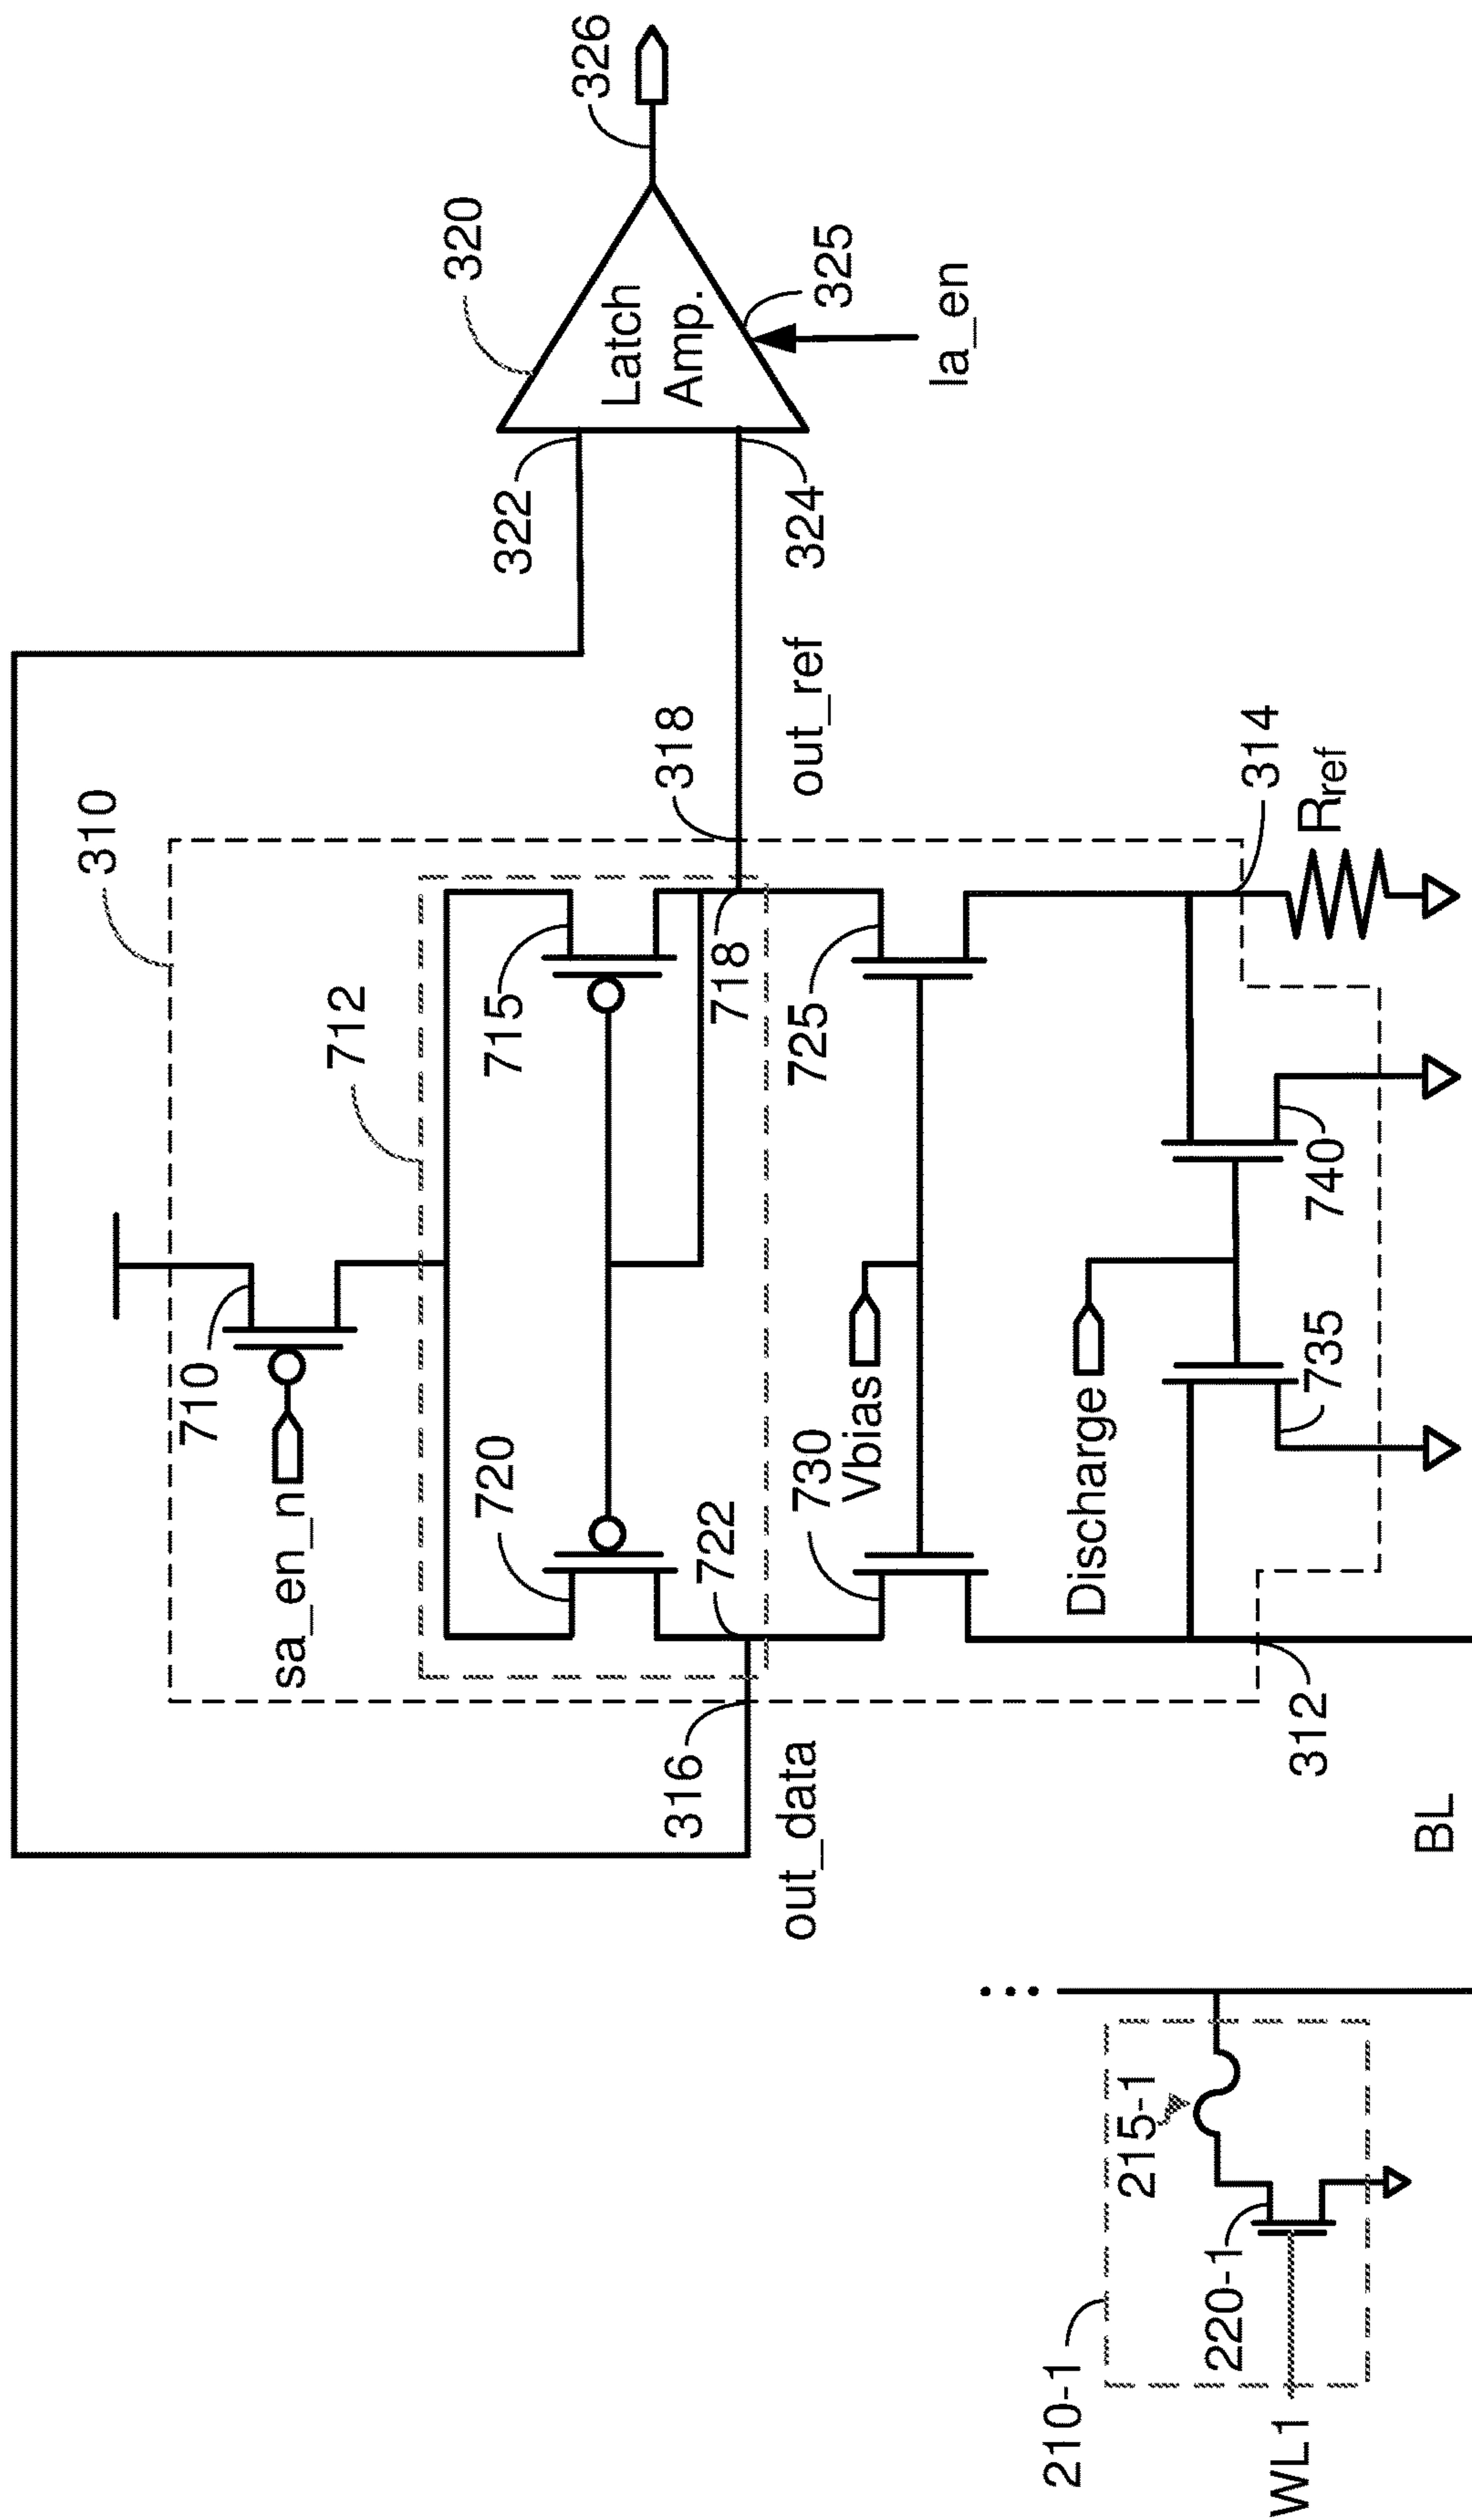 310
712
710
sa_en_n
720
715
722
718
316
318
out_data
out_ref
322
324
320
Latch
Amp.
325
la_en
326
730
725
Vbias
Discharge
735
740
312
314
Rref
BL
210-1
215-1
220-1
WL1